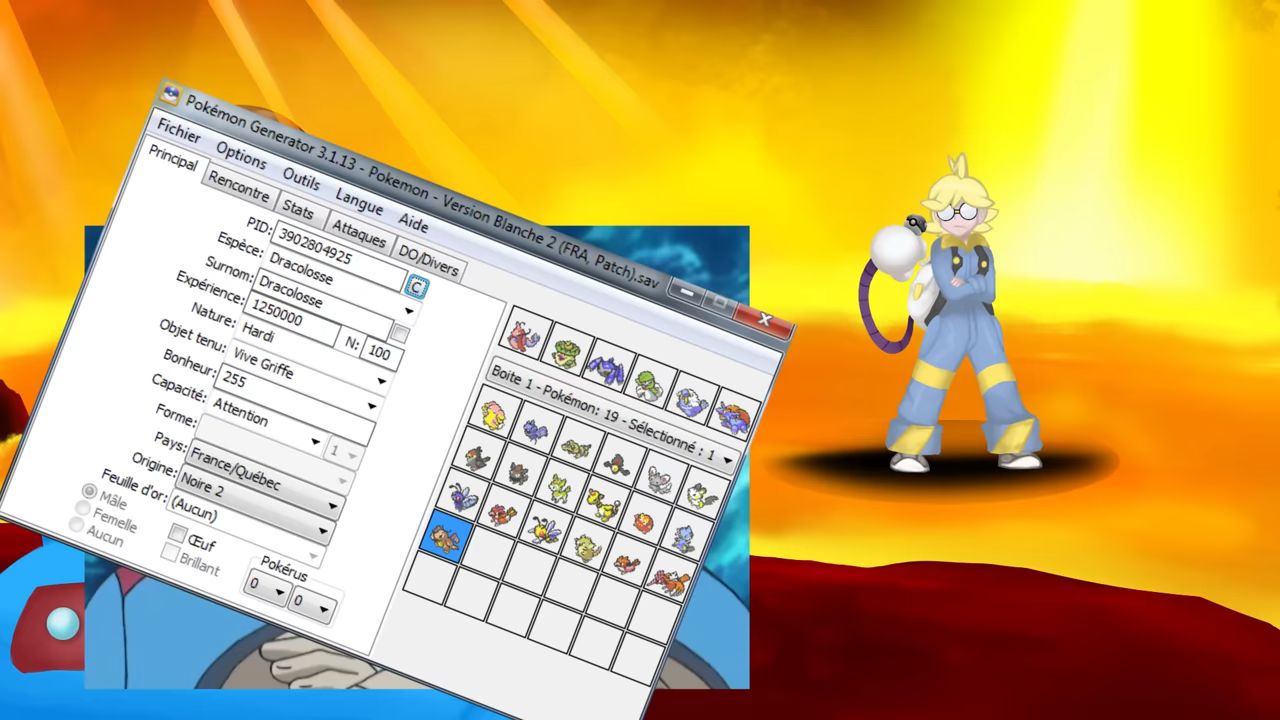 Pokémon Generator 3.1.13 - Pokemon - Version Blanche 2 (FRA, Patch).sav
Fichier Options Outils Langue Aide
Principal Rencontre Stats Attaques DO/Divers
PID: 3902804925
Espèce: Dracolosse
Surnom: Dracolosse
Expérience: 1250000 N: 100
Nature: Hardi
Objet tenu: Vive Griffe
Bonheur: 255
Capacité: Attention 1
Forme:
Pays: France/Québec
Origine: Noire 2
Feuille d'or: (Aucun)
Mâle
Femelle
Aucun
Œuf
Brillant
Pokérus
0 0
C
Boite 1 - Pokémon: 19 - Sélectionné : 1